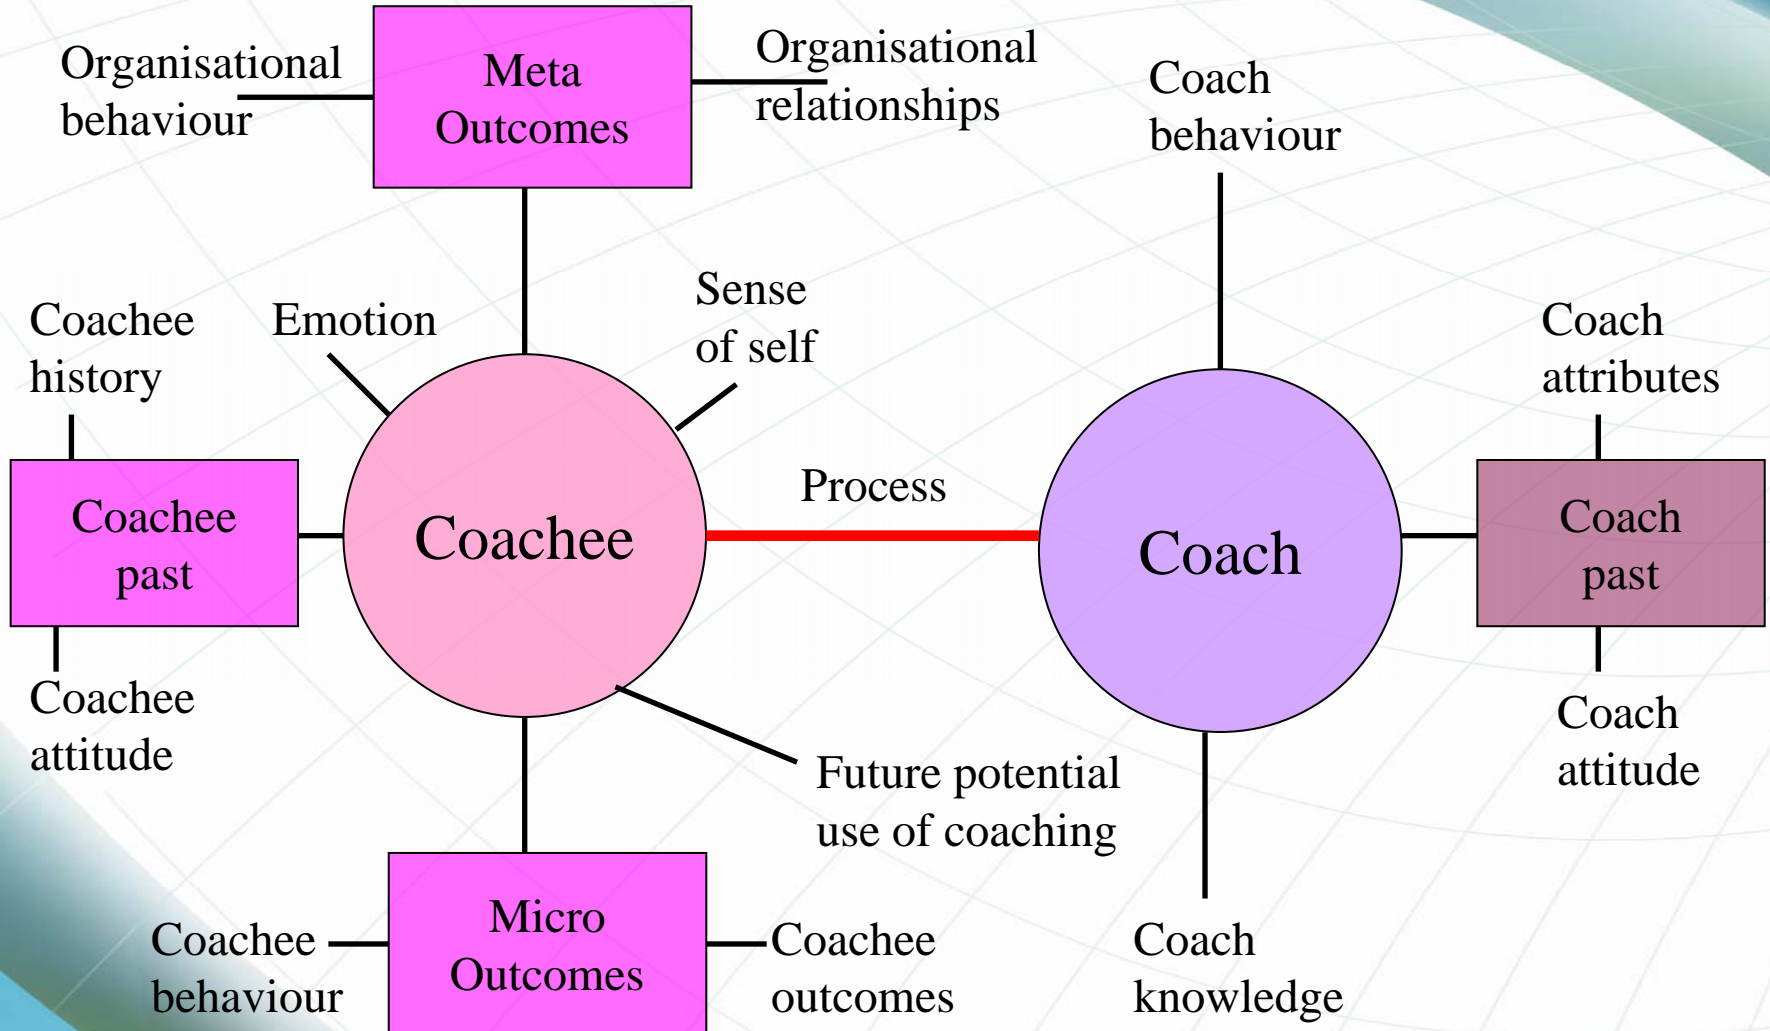 Organisational
behaviour
Meta
Outcomes
Organisational
relationships
Coach
behaviour
Coachee
history
Emotion
Sense
of self
Coach
attributes
Coachee
past
Coachee
Process
Coach
Coach
past
Coachee
attitude
Future potential
use of coaching
Coach
attitude
Coachee
behaviour
Micro
Outcomes
Coachee
outcomes
Coach
knowledge